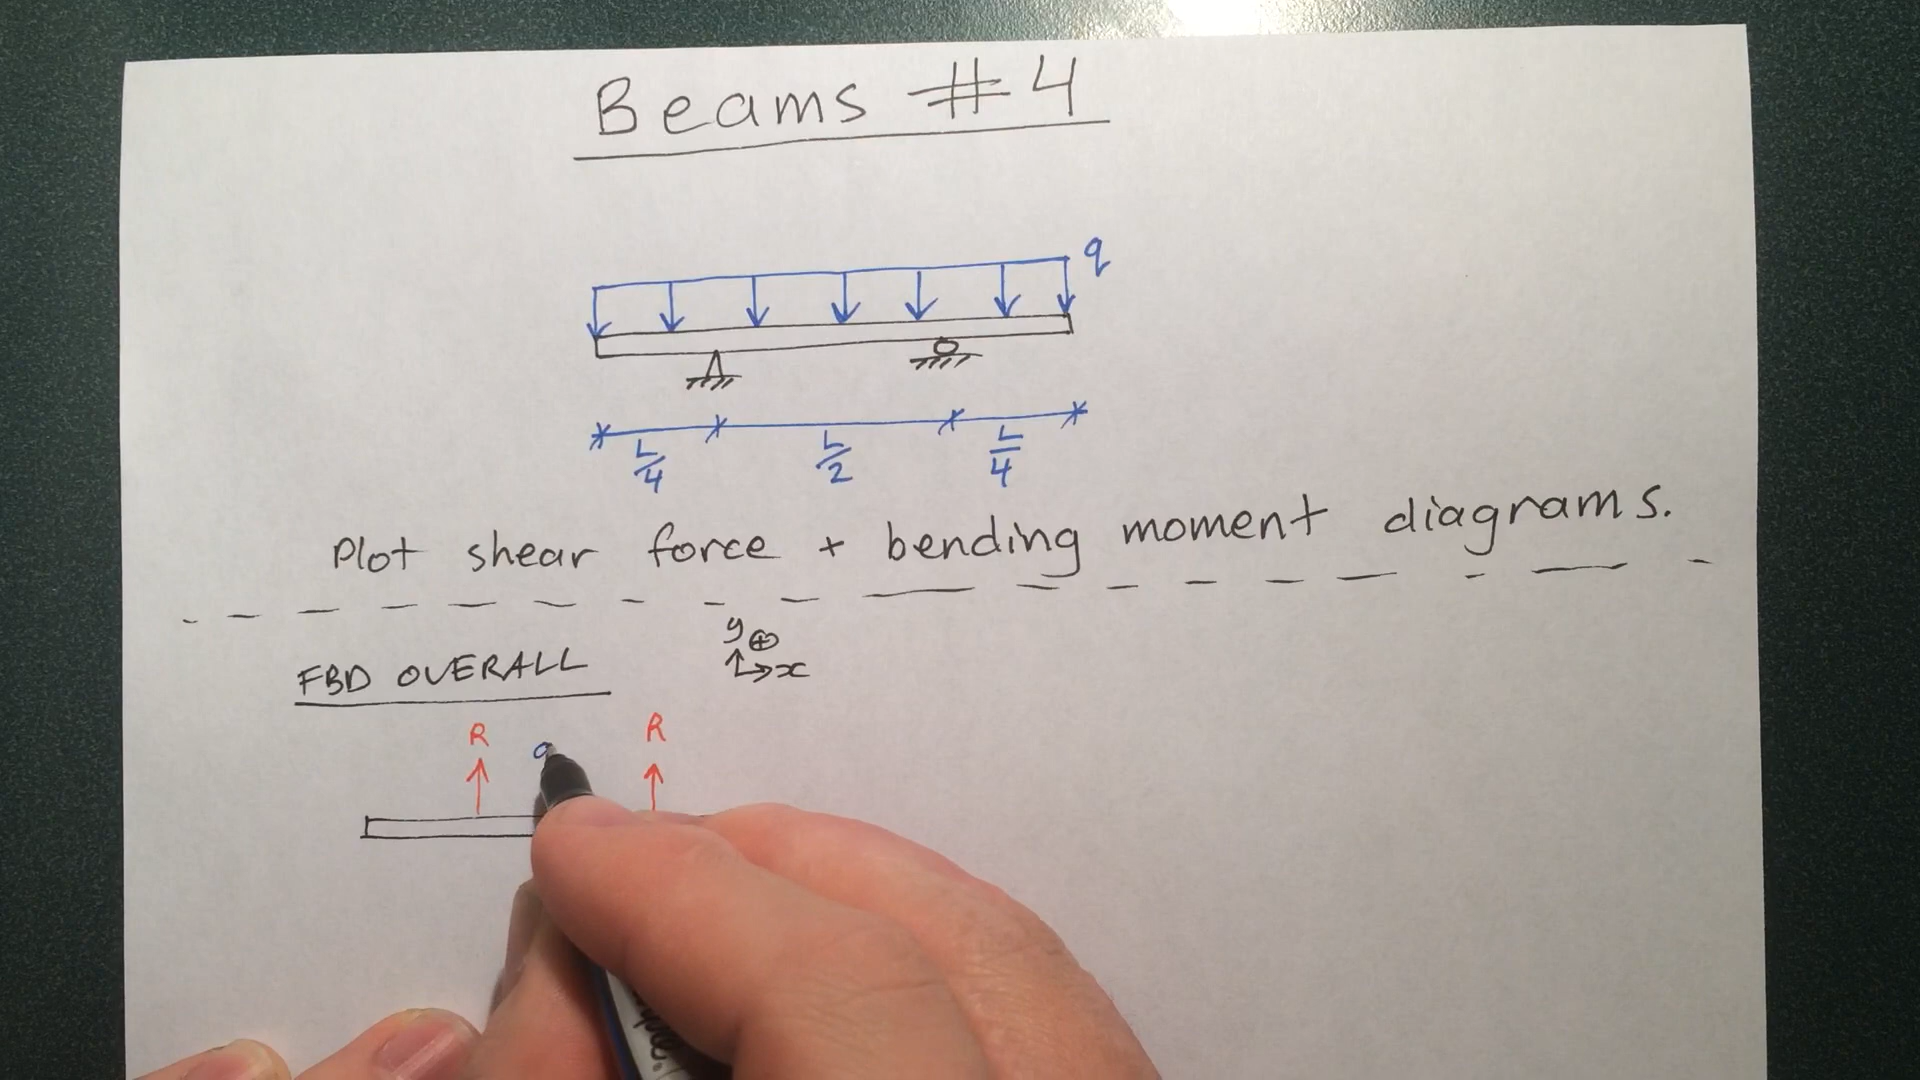 Beams #4
q
L/4 L/2 L/4
Plot shear force + bending moment diagrams.
y
x
FBD OVERALL
R R